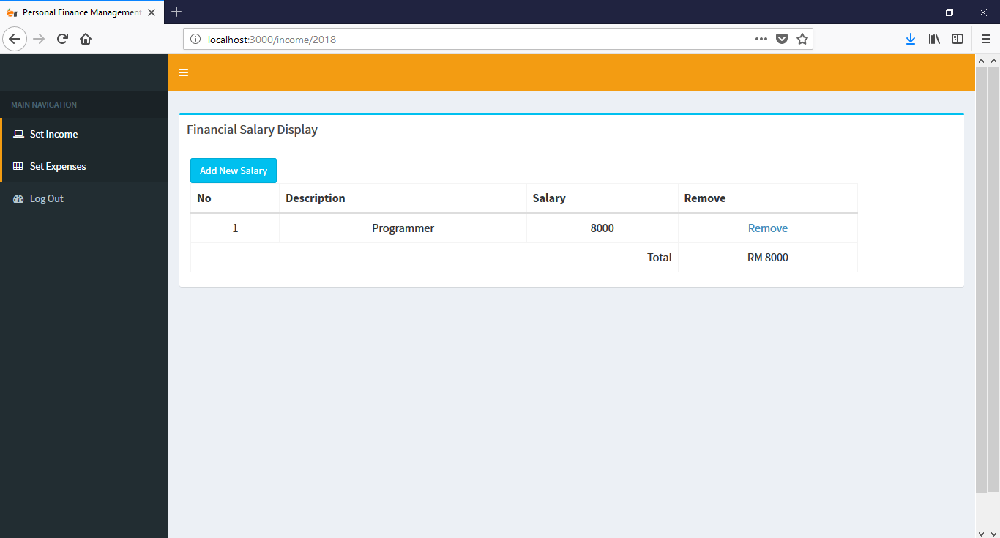 Personal Finance Management
localhost:3000/income/2018
MAIN NAVIGATION
Set Income
Set Expenses
Log Out
Financial Salary Display
Add New Salary
No Description Salary Remove
1 Programmer 8000 Remove
Total RM 8000